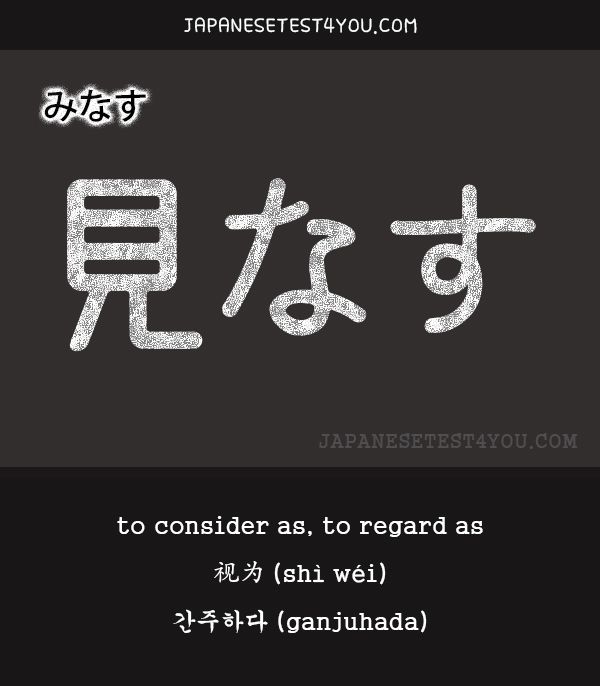 JAPANESETEST4YOU.COM
みなす
見なす
JAPANESETEST4YOU.COM
to consider as, to regard as
视为 (shì wéi)
간주하다 (ganjuhada)